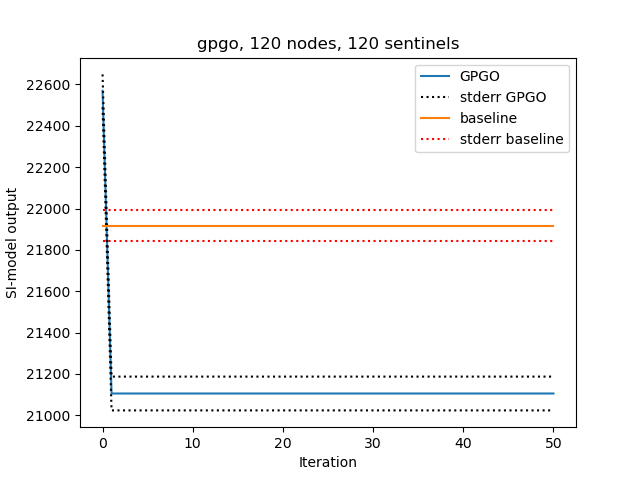 gpgo, 120 nodes, 120 sentinels
GPGO
stderr GPGO
baseline
stderr baseline
SI-model output
22600
22400
22200
22000
21800
21600
21400
21200
21000
0 10 20 30 40 50
Iteration